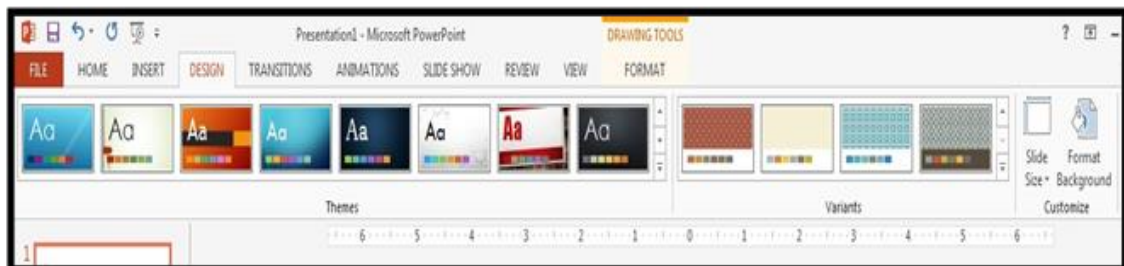 Presentation1 - Microsoft PowerPoint DRAWING TOOLS ?
FILE HOME INSERT DESIGN TRANSITIONS ANIMATIONS SLIDE SHOW REVIEW VIEW FORMAT
Aa Aa Aa Aa Aa Aa Aa Aa
Slide Format
Size Background
Themes Variants Customize
6 5 4 3 2 1 0 1 2 3 4 5 6
1